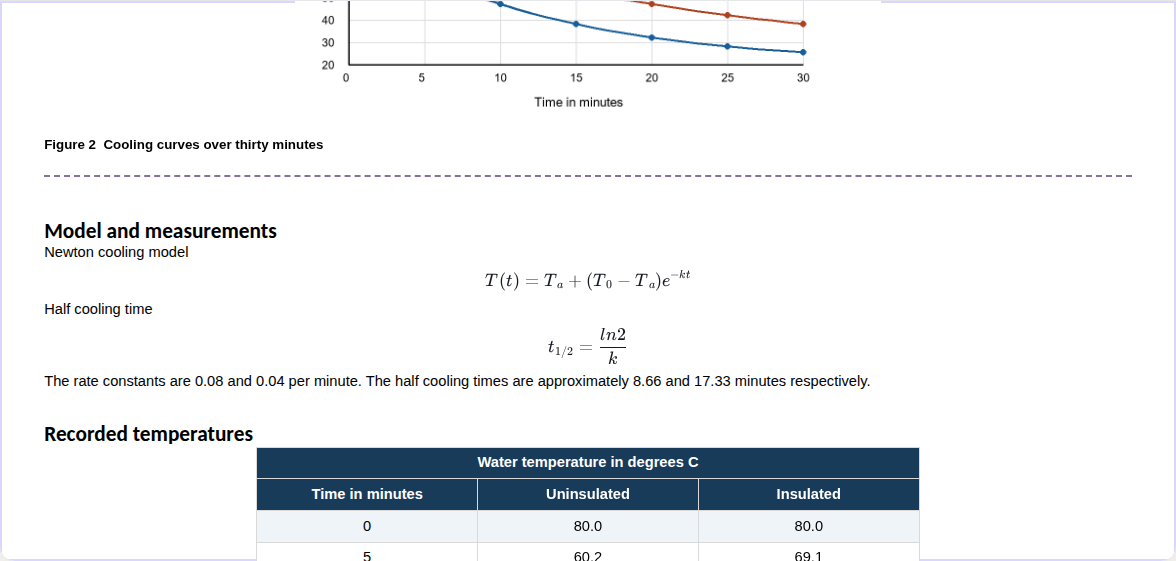 40
30
20
0 5 10 15 20 25 30
Time in minutes
Figure 2 Cooling curves over thirty minutes
Model and measurements
Newton cooling model
T(t) = Tₐ + (T₀ − Tₐ)e^{−kt}
Half cooling time
t_{1/2} = ln2/k
The rate constants are 0.08 and 0.04 per minute. The half cooling times are approximately 8.66 and 17.33 minutes respectively.
Recorded temperatures
Water temperature in degrees C
Time in minutes Uninsulated Insulated
0 80.0 80.0
5 60.2 69.1